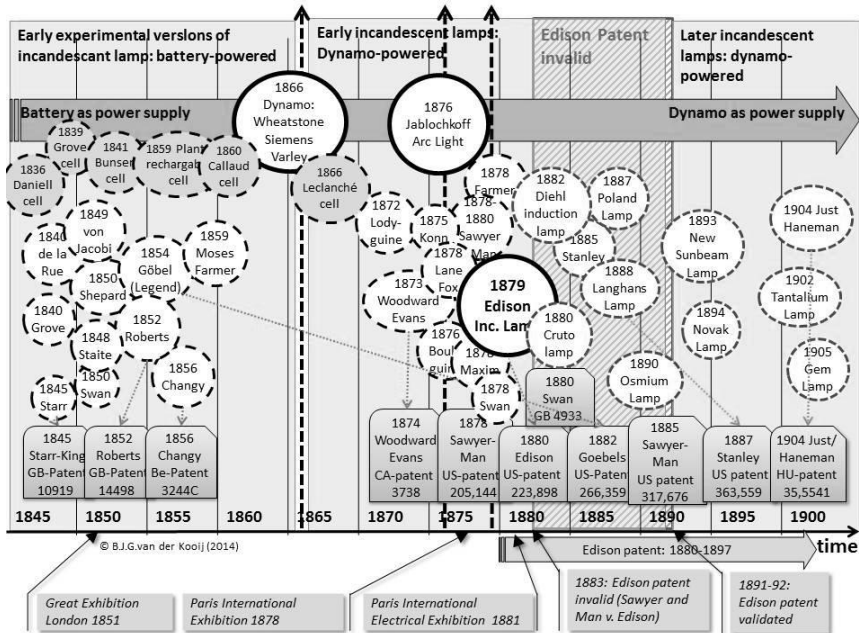 Early experimental versions of
incandescant lamp: battery-powered
Early incandescent lamps:
Dynamo-powered
Edison Patent
invalid
Later incandescent
lamps: dynamo-
powered
Battery as power supply
Dynamo as power supply
1866
Dynamo:
Wheatstone
Siemens
Varley
1876
Jablochkoff
Arc Light
1836
Daniell
cell
1839
Grove
cell
1841
Bunsen
cell
1859 Plant
rechargab
cell
1860
Callaud
cell
1866
Leclanché
cell
1840
de la
Rue
1849
von
Jacobi
1850
Shepard
1854
Göbel
(Legend)
1859
Moses
Farmer
1840
Grove
1848
Staite
1852
Roberts
1845
Starr
1850
Swan
1856
Changy
1872
Lody-
guine
1875
Konn
1878
Farmer
1878-
1880
Sawyer
Man
1878
Lane
Fox
1873
Woodward
Evans
1879
Edison
Inc. Lamp
1876
Boul
guin
1878
Maxim
1878
Swan
1882
Diehl
induction
lamp
1887
Poland
Lamp
1885
Stanley
1888
Langhans
Lamp
1880
Cruto
lamp
1890
Osmium
Lamp
1893
New
Sunbeam
Lamp
1894
Novak
Lamp
1904 Just
Haneman
1902
Tantallium
Lamp
1905
Gem
Lamp
1845
Starr-King
GB-Patent
10919
1852
Roberts
GB-Patent
14498
1856
Changy
Be-Patent
3244C
1874
Woodward
Evans
CA-patent
3738
1878
Sawyer-
Man
US-patent
205,144
1880
Swan
GB 4933
1880
Edison
US-patent
223,898
1882
Goebels
US-Patent
266,359
1885
Sawyer-
Man
US patent
317,676
1887
Stanley
US patent
363,559
1904 Just/
Haneman
HU-patent
35,5541
1845 1850 1855 1860 1865 1870 1875 1880 1885 1890 1895 1900
time
© B.J.G.van der Kooij (2014)
Edison patent: 1880-1897
Great Exhibition
London 1851
Paris International
Exhibition 1878
Paris International
Electrical Exhibition 1881
1883: Edison patent
invalid (Sawyer and
Man v. Edison)
1891-92:
Edison patent
validated